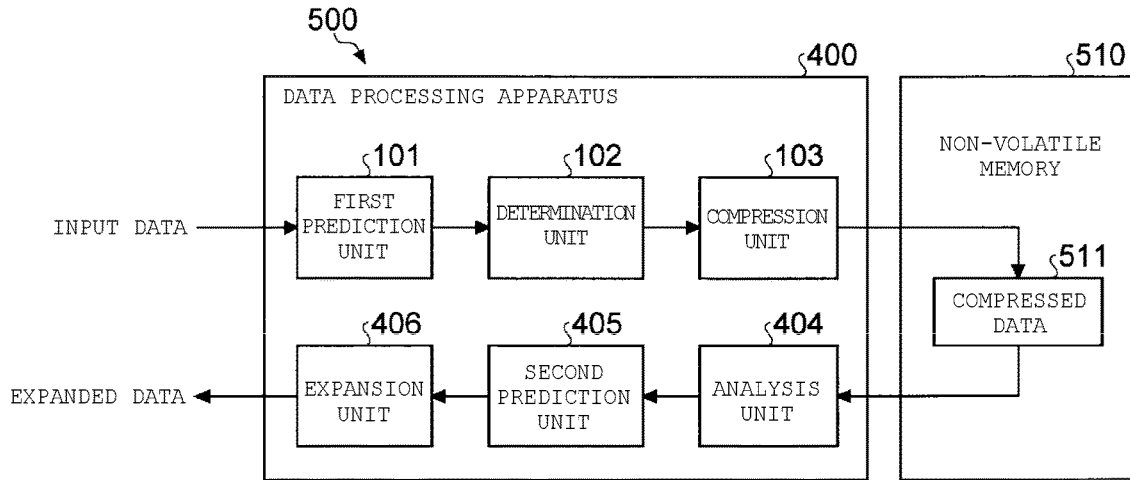 500
400
510
DATA PROCESSING APPARATUS
NON-VOLATILE
MEMORY
101
102
103
INPUT DATA
FIRST
PREDICTION
UNIT
DETERMINATION
UNIT
COMPRESSION
UNIT
511
COMPRESSED
DATA
406
405
404
EXPANDED DATA
EXPANSION
UNIT
SECOND
PREDICTION
UNIT
ANALYSIS
UNIT